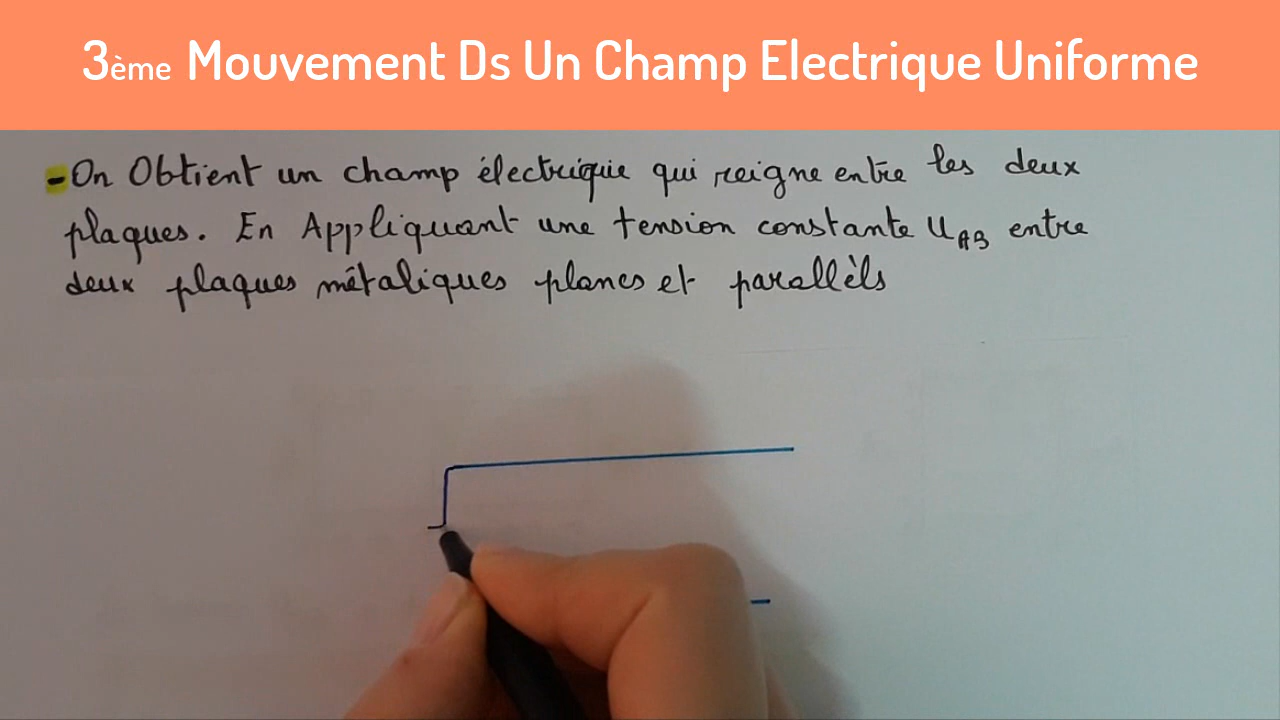 3ème Mouvement Ds Un Champ Electrique Uniforme
- On Obtient un champ électrique qui reigne entre les deux
plaques. En Appliquant une tension constante UAB entre
deux plaques métaliques planes et parallèls